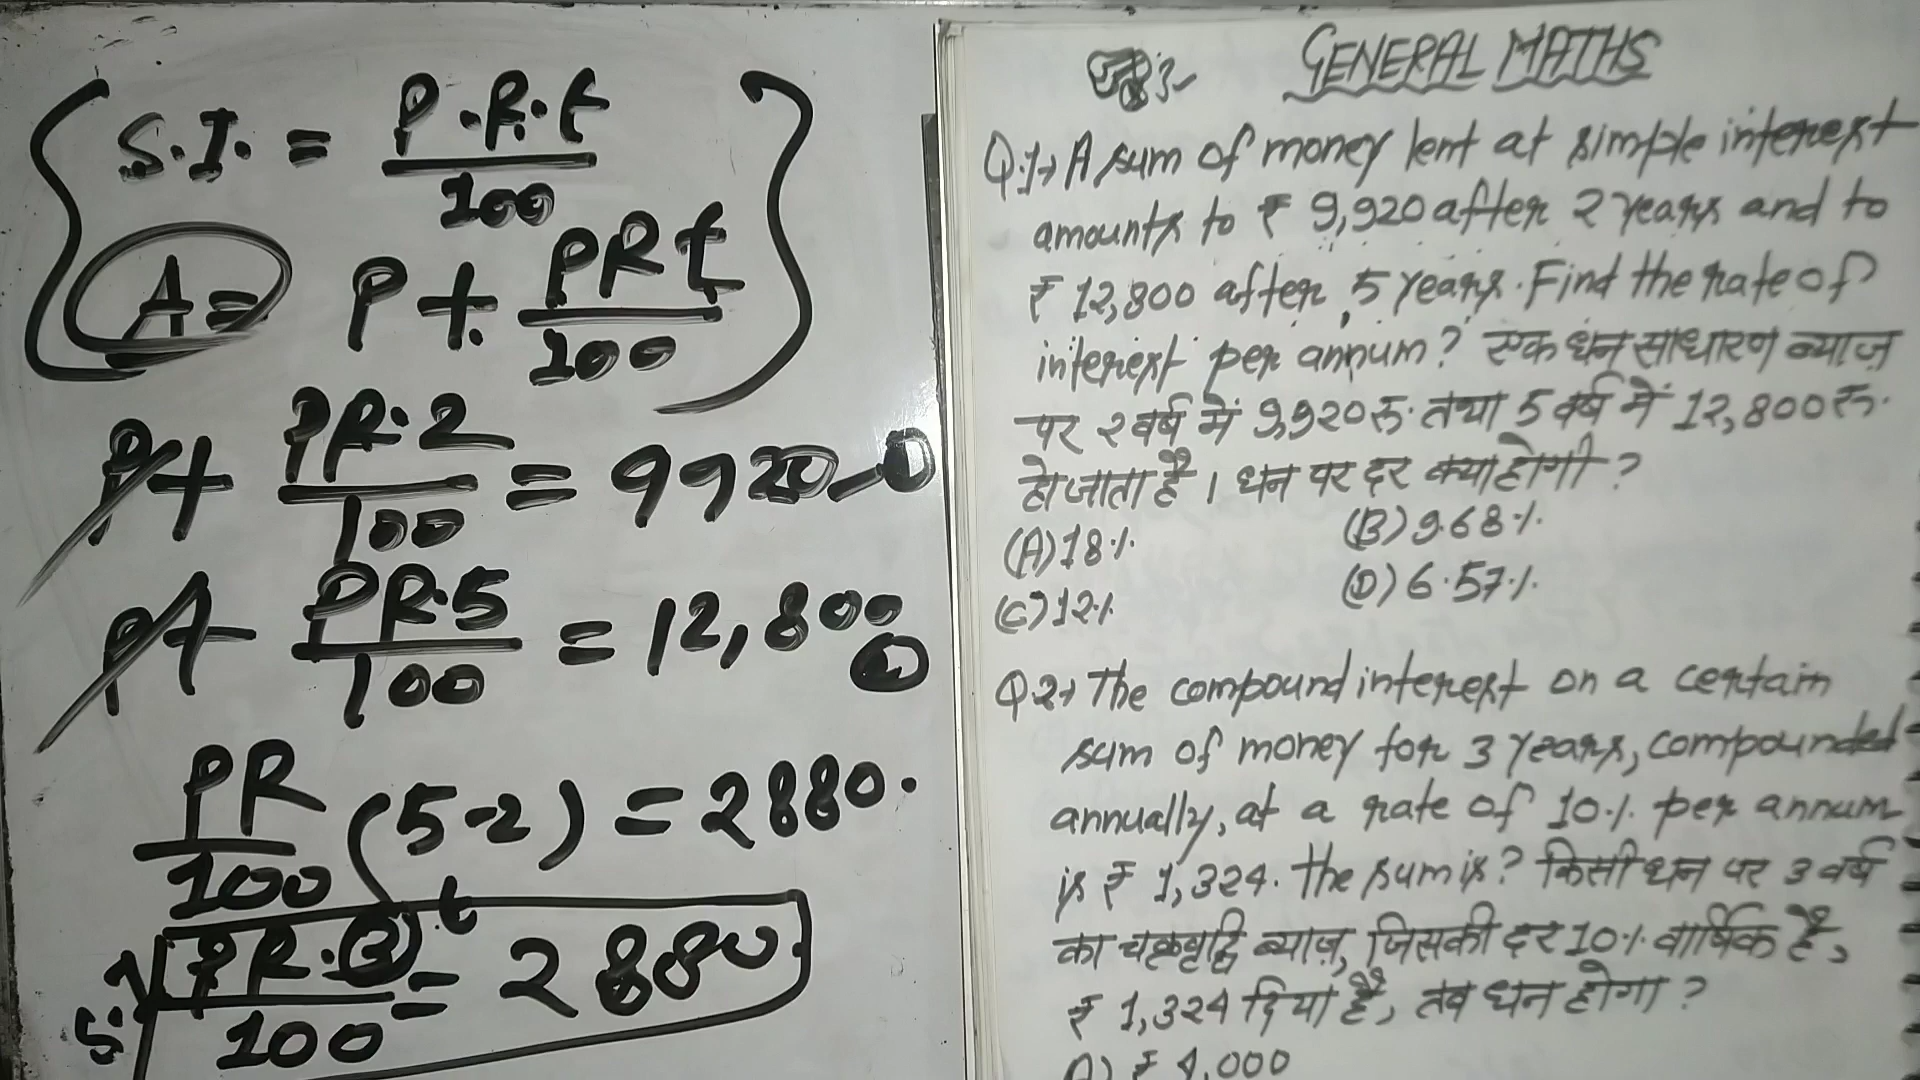 S.I. = P.R.t / 100
A = P + PRt / 100
P + PR.2 / 100 = 9920
P + PR.5 / 100 = 12,800
PR / 100 (5-2) = 2880.
PR.3 / 100 = 2880
t
S.I
GENERAL MATHS
Q.1→ A sum of money lent at simple interest
amounts to ₹ 9,920 after 2 years and to
₹ 12,800 after 5 years. Find the rate of
interest per annum? एक धन साधारण ब्याज़
पर २ वर्ष में 9,920 रु. तथा 5 वर्ष में 12,800 रु.
हो जाता है । धन पर दर क्या होगी ?
(A) 18%. (B) 9.68%.
(C) 12% (D) 6.57%.
Q.2→ The compound interest on a certain
sum of money for 3 years, compounded
annually, at a rate of 10% per annum
is ₹ 1,324. the sum is? किसी धन पर 3 वर्ष
का चक्रवृद्धि ब्याज़, जिसकी दर 10% वार्षिक है,
₹ 1,324 दिया है, तब धन होगा ?
A) ₹ 4,000